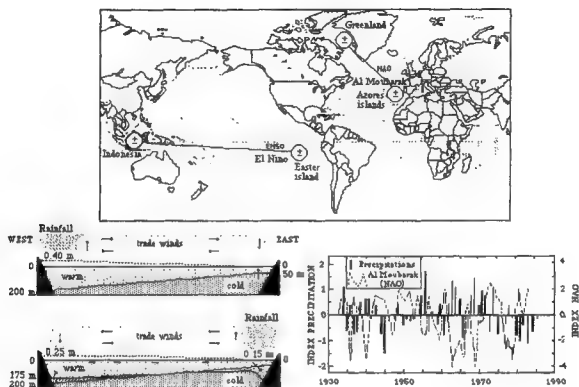 Greenland
NAO
Al Moubarak
Azores
islands
ENSO
Indonesia
El Nino
Easter
island
Rainfall
WEST
trade winds
EAST
0.40 m
0
0
warm
50 m
cold
200 m
Rainfall
trade winds
0.25 m
0.15 m
0
0
warm
175 m
200 m
cold
INDEX PRECIPITATION
Precipitations
Al Moubarak
(NAO)
INDEX NAO
2
1
0
-1
-2
4
2
0
-2
-4
1930
1950
1970
1990